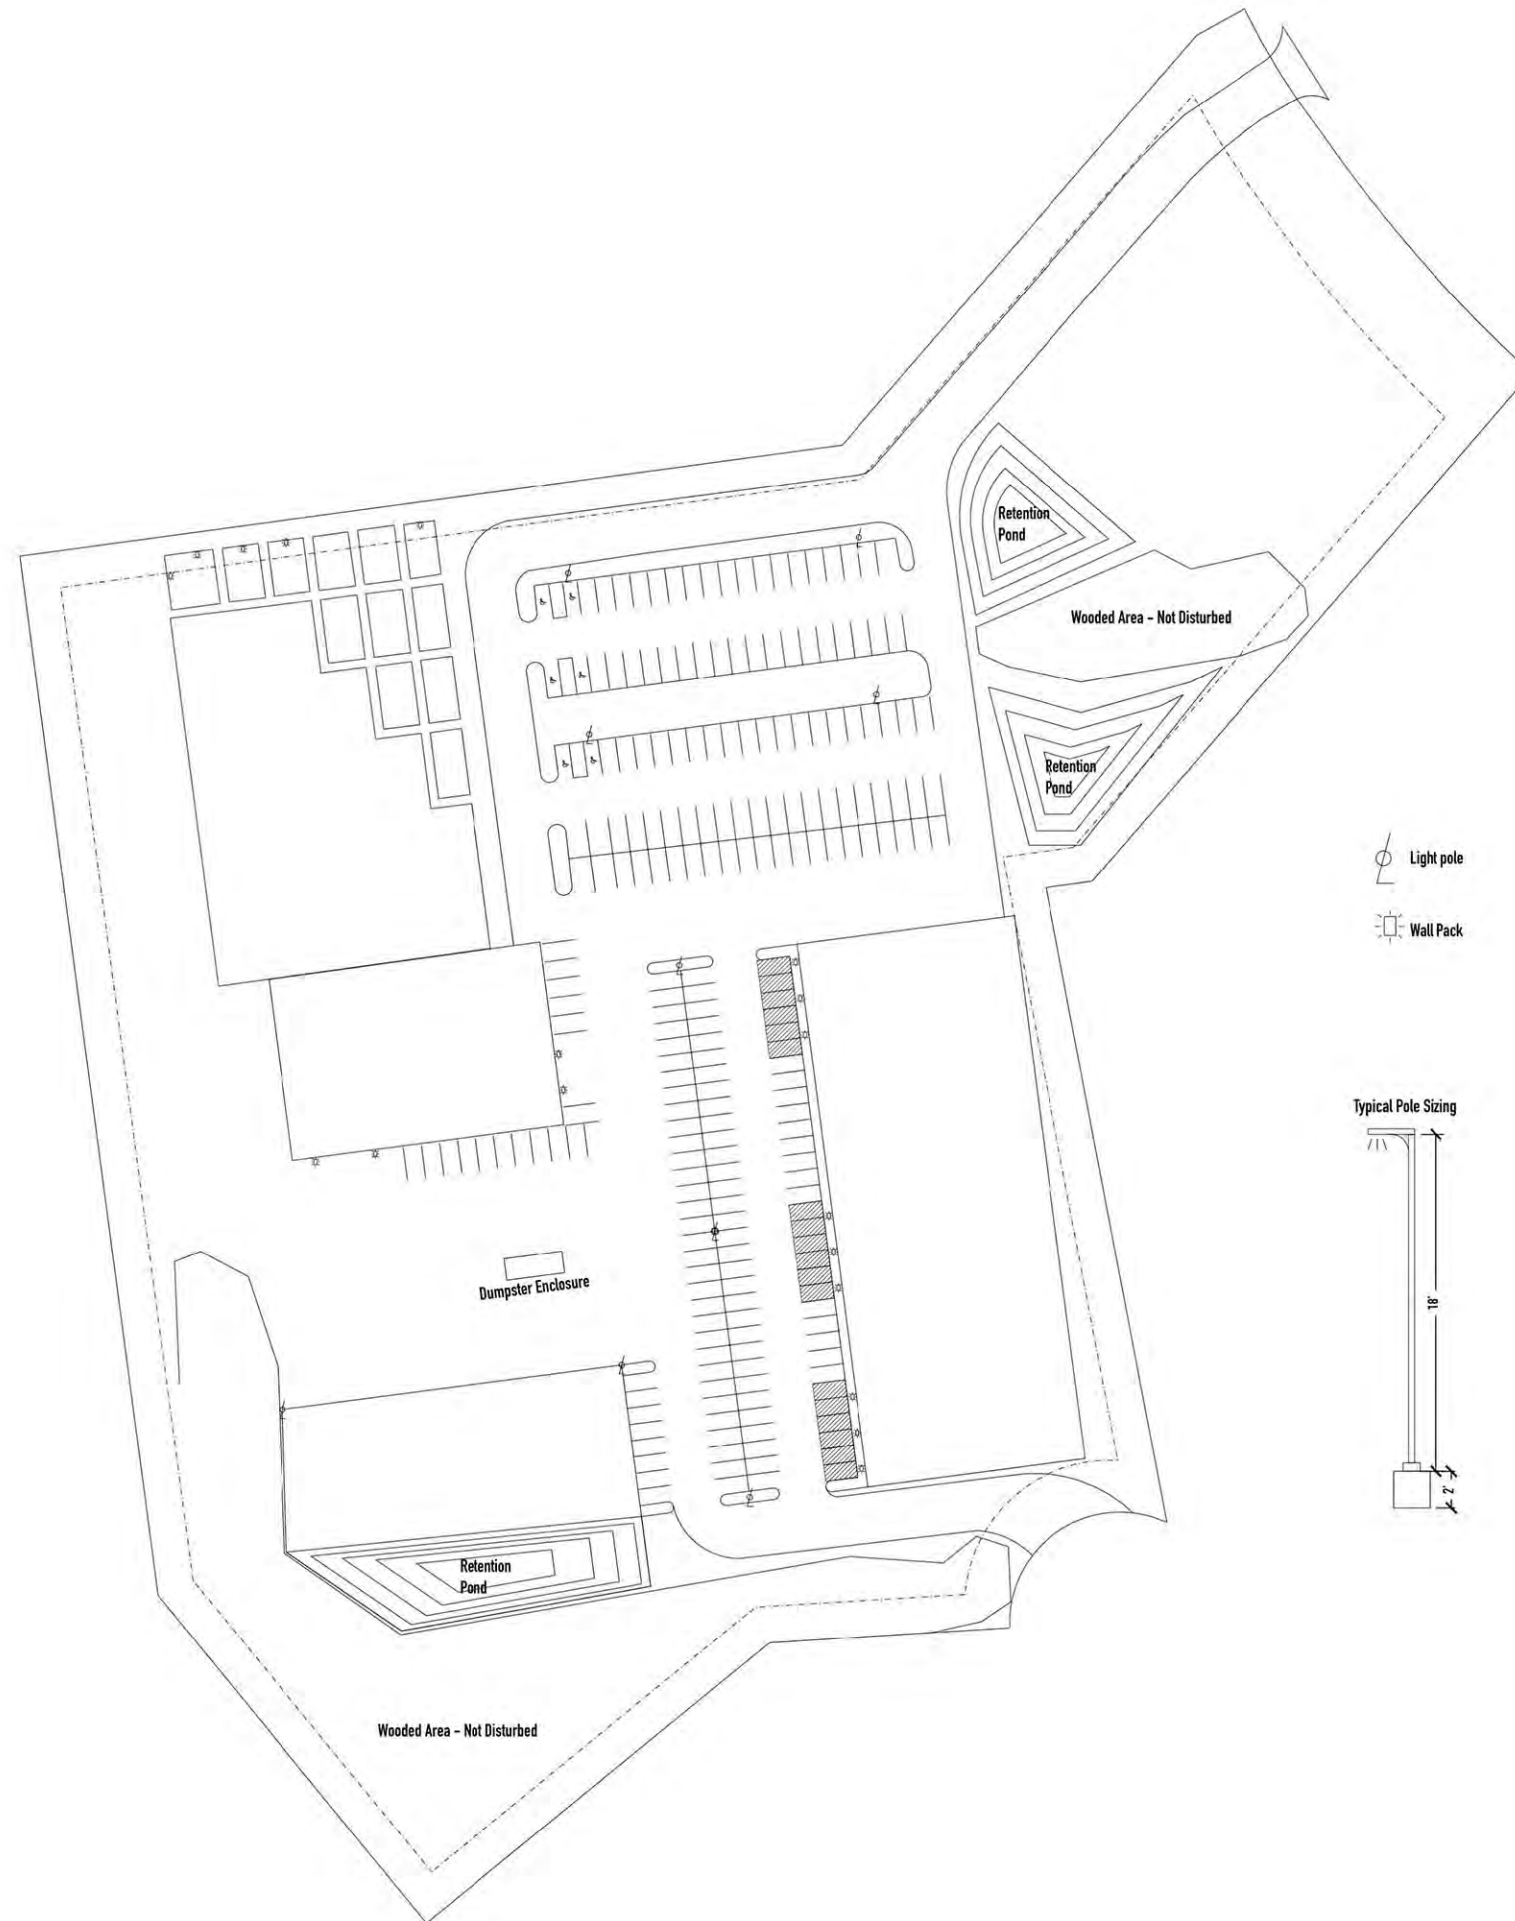 Retention
Pond
Wooded Area - Not Disturbed
Retention
Pond
Light pole
Wall Pack
Typical Pole Sizing
18'
2'
Dumpster Enclosure
Retention
Pond
Wooded Area - Not Disturbed